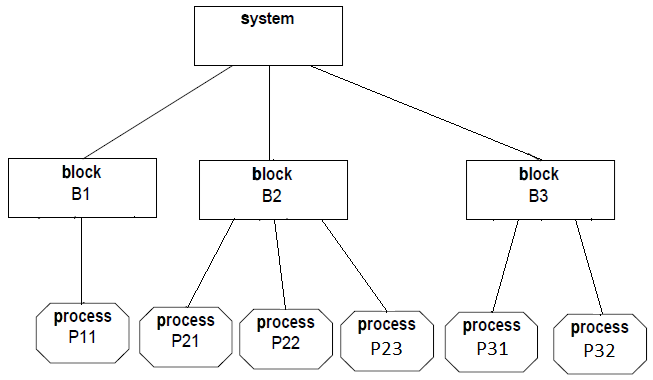 system
block
B1
block
B2
block
B3
process
P11
process
P21
process
P22
process
P23
process
P31
process
P32